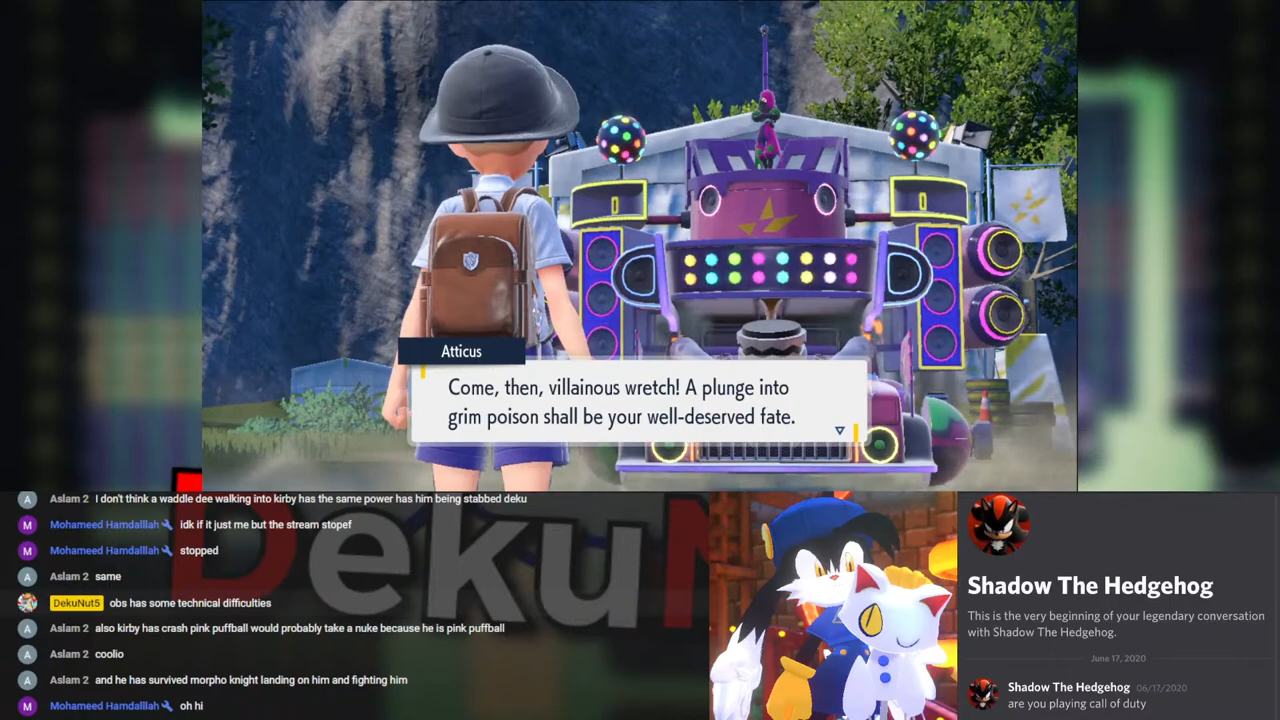 Atticus
Come, then, villainous wretch! A plunge into
grim poison shall be your well-deserved fate.
Aslam 2 I don't think a waddle dee walking into kirby has the same power has him being stabbed deku
Mohameed Hamdalllah idk if it just me but the stream stopef
Mohameed Hamdalllah stopped
Aslam 2 same
DekuNut5 obs has some technical difficulties
Aslam 2 also kirby has crash pink puffball would probably take a nuke because he is pink puffball
Aslam 2 coolio
Aslam 2 and he has survived morpho knight landing on him and fighting him
Mohameed Hamdalllah oh hi
DekuN
Shadow The Hedgehog
This is the very beginning of your legendary conversation
with Shadow The Hedgehog.
June 17, 2020
Shadow The Hedgehog 06/17/2020
are you playing call of duty